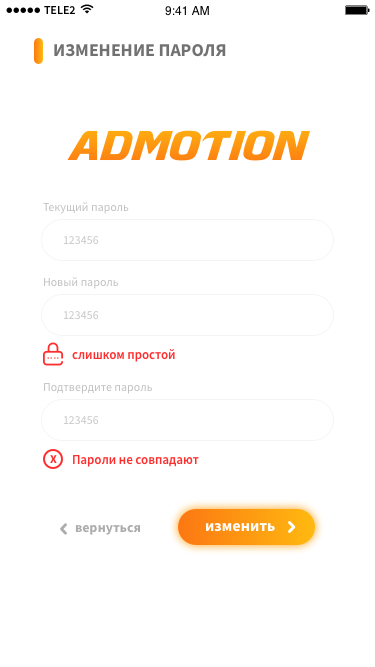 TELE2 9:41 AM
ИЗМЕНЕНИЕ ПАРОЛЯ
ADMOTION
Текущий пароль
123456
Новый пароль
123456
слишком простой
Подтвердите пароль
123456
X Пароли не совпадают
вернуться
изменить